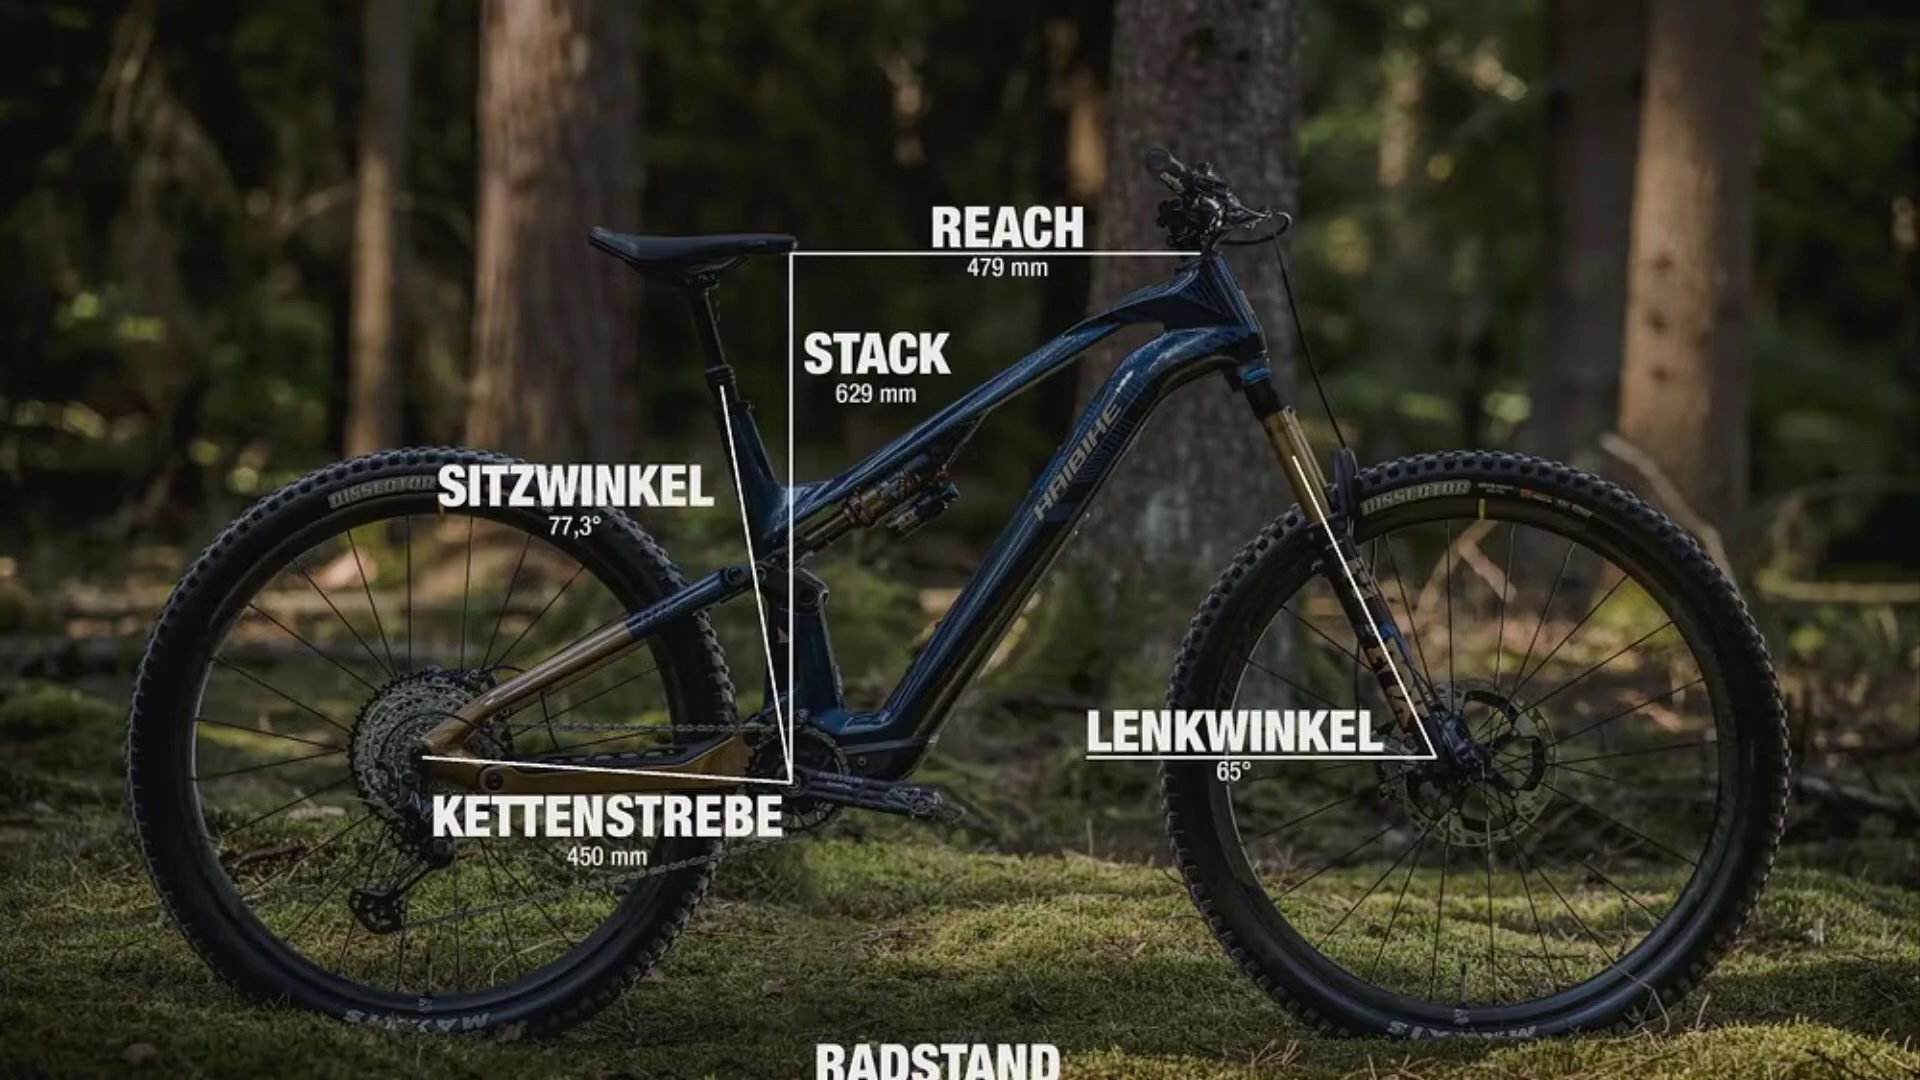 REACH
479 mm
STACK
629 mm
HAIBIKE
DISSECTOR
SITZWINKEL
77,3°
DISSECTOR
LENKWINKEL
65°
KETTENSTREBE
450 mm
MAXXIS
MAXXIS
RADSTAND